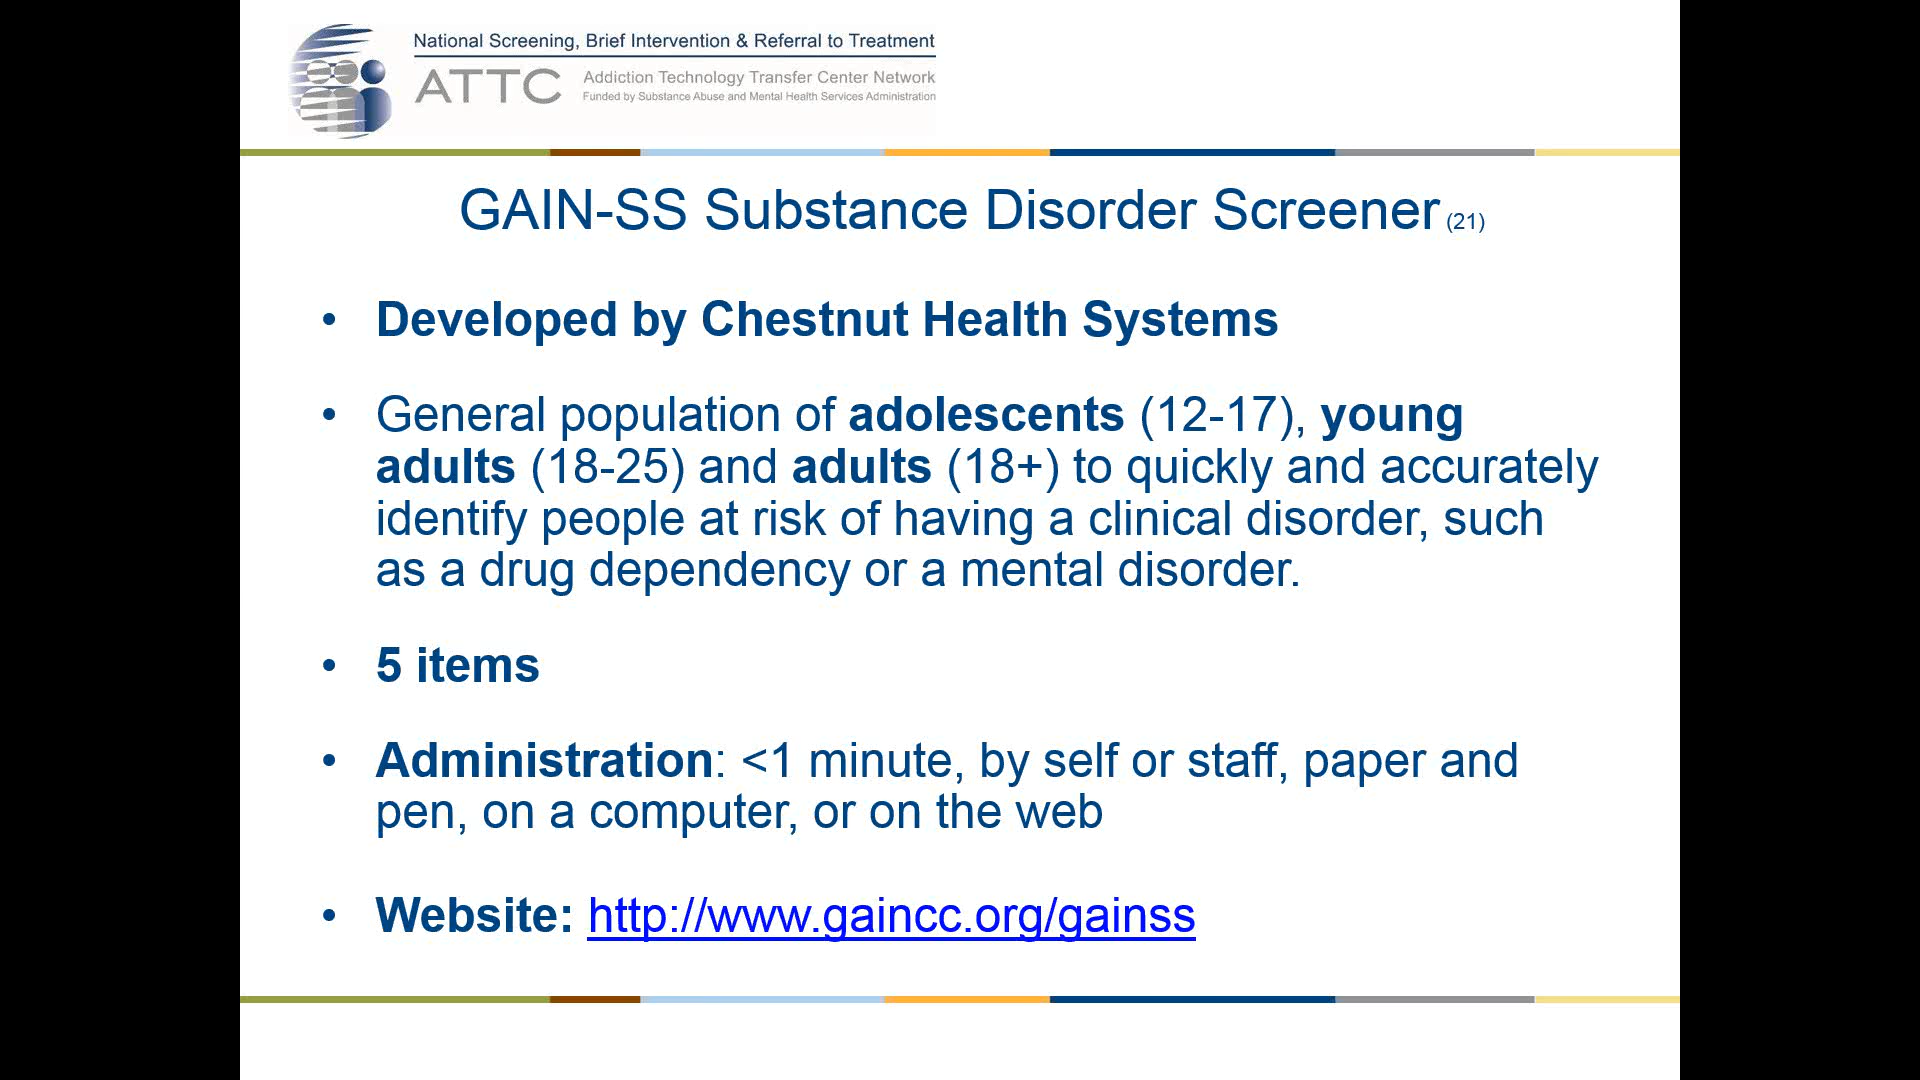 National Screening, Brief Intervention & Referral to Treatment
ATTC
Addiction Technology Transfer Center Network
Funded by Substance Abuse and Mental Health Services Administration
GAIN-SS Substance Disorder Screener (21)
• Developed by Chestnut Health Systems
• General population of adolescents (12-17), young
adults (18-25) and adults (18+) to quickly and accurately
identify people at risk of having a clinical disorder, such
as a drug dependency or a mental disorder.
• 5 items
• Administration: <1 minute, by self or staff, paper and
pen, on a computer, or on the web
• Website: http://www.gaincc.org/gainss